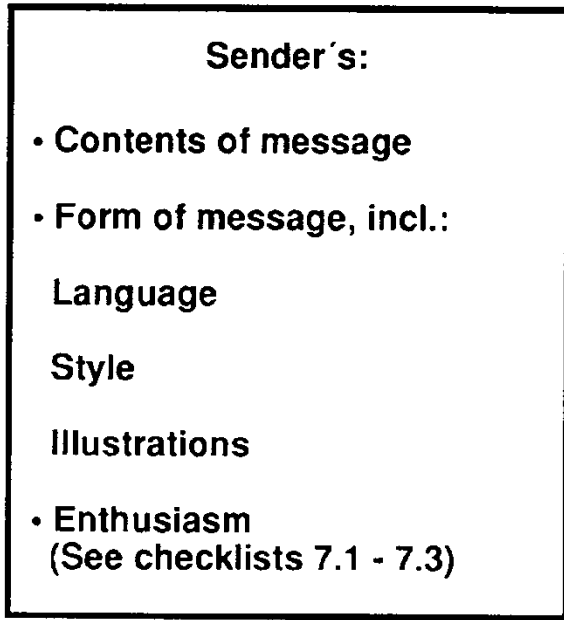 Sender´s:
• Contents of message
• Form of message, incl.:
Language
Style
Illustrations
• Enthusiasm
(See checklists 7.1 - 7.3)